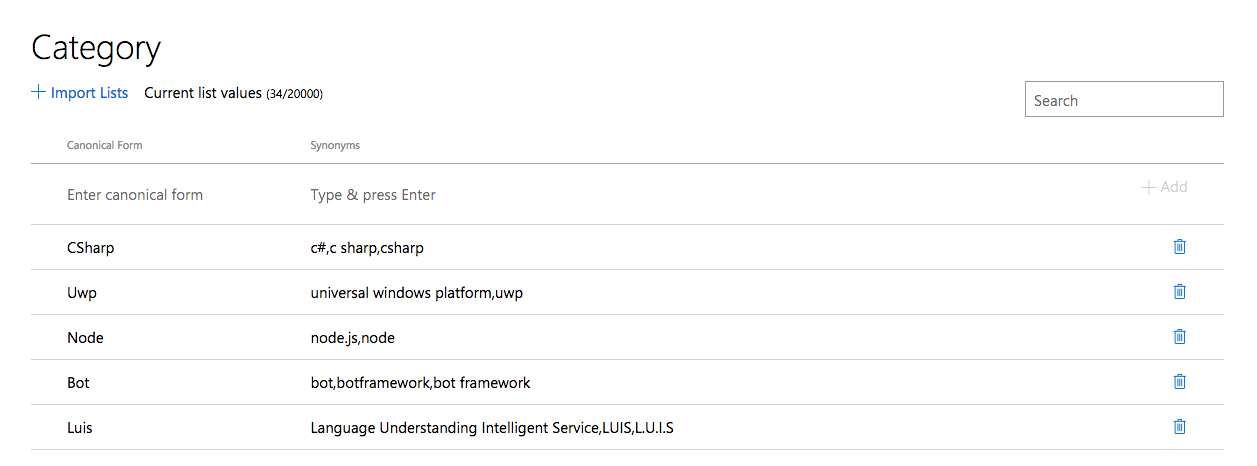 Category
Import Lists Current list values (34/20000)
Search
Canonical Form Synonyms
Enter canonical form Type & press Enter Add
CSharp c#,c sharp,csharp
Uwp universal windows platform,uwp
Node node.js,node
Bot bot,botframework,bot framework
Luis Language Understanding Intelligent Service,LUIS,L.U.I.S